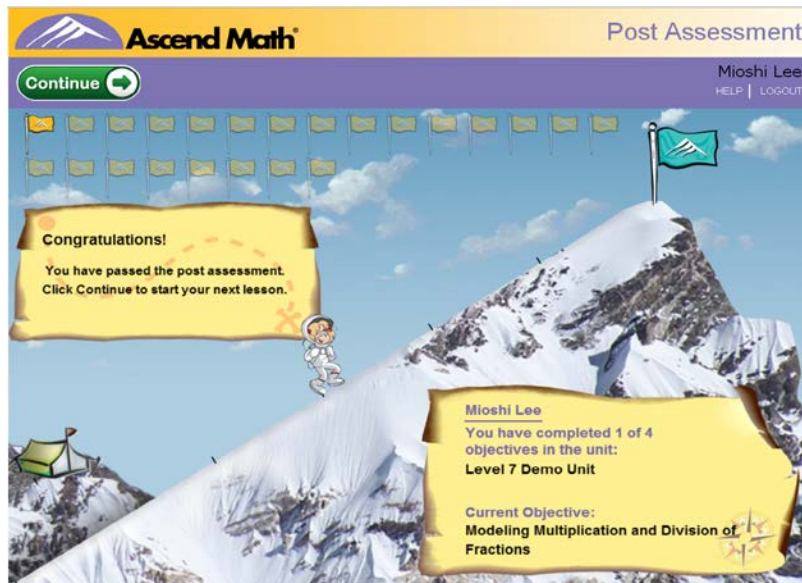 Ascend Math®
Post Assessment
Continue
Mioshi Lee
HELP | LOGOUT
Congratulations!
You have passed the post assessment.
Click Continue to start your next lesson.
Mioshi Lee
You have completed 1 of 4
objectives in the unit:
Level 7 Demo Unit
Current Objective:
Modeling Multiplication and Division of
Fractions